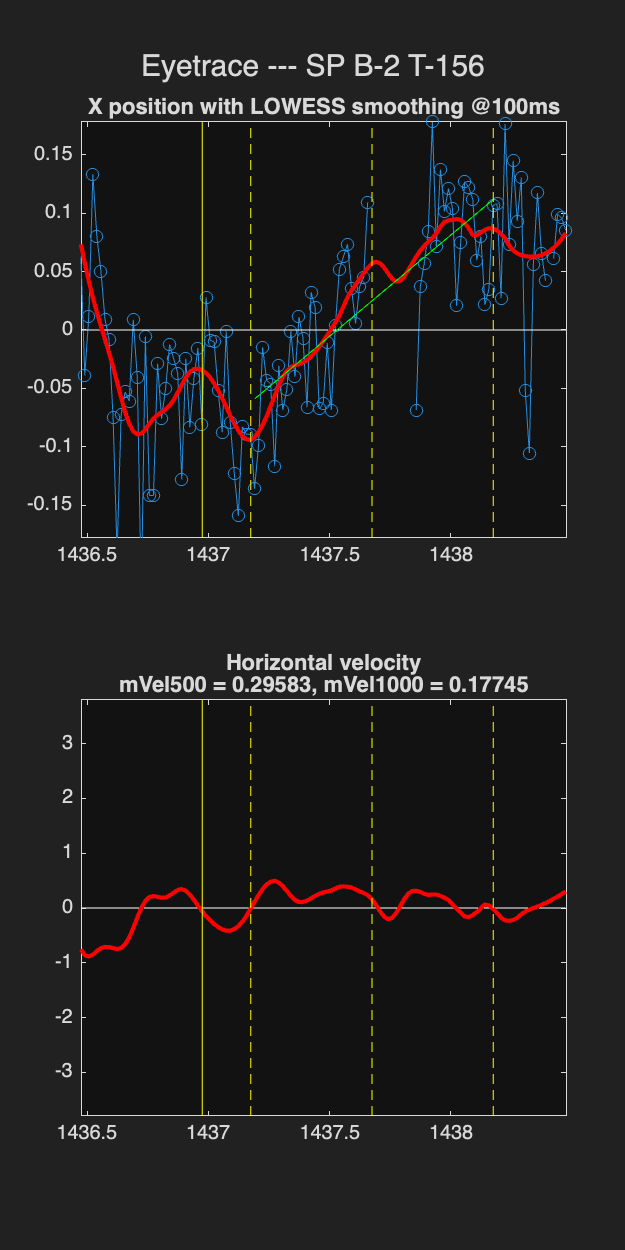 Eyetrace --- SP B-2 T-156
X position with LOWESS smoothing @100ms
0.15
0.1
0.05
0
-0.05
-0.1
-0.15
1436.5 1437 1437.5 1438
Horizontal velocity
mVel500 = 0.29583, mVel1000 = 0.17745
3
2
1
0
-1
-2
-3
1436.5 1437 1437.5 1438